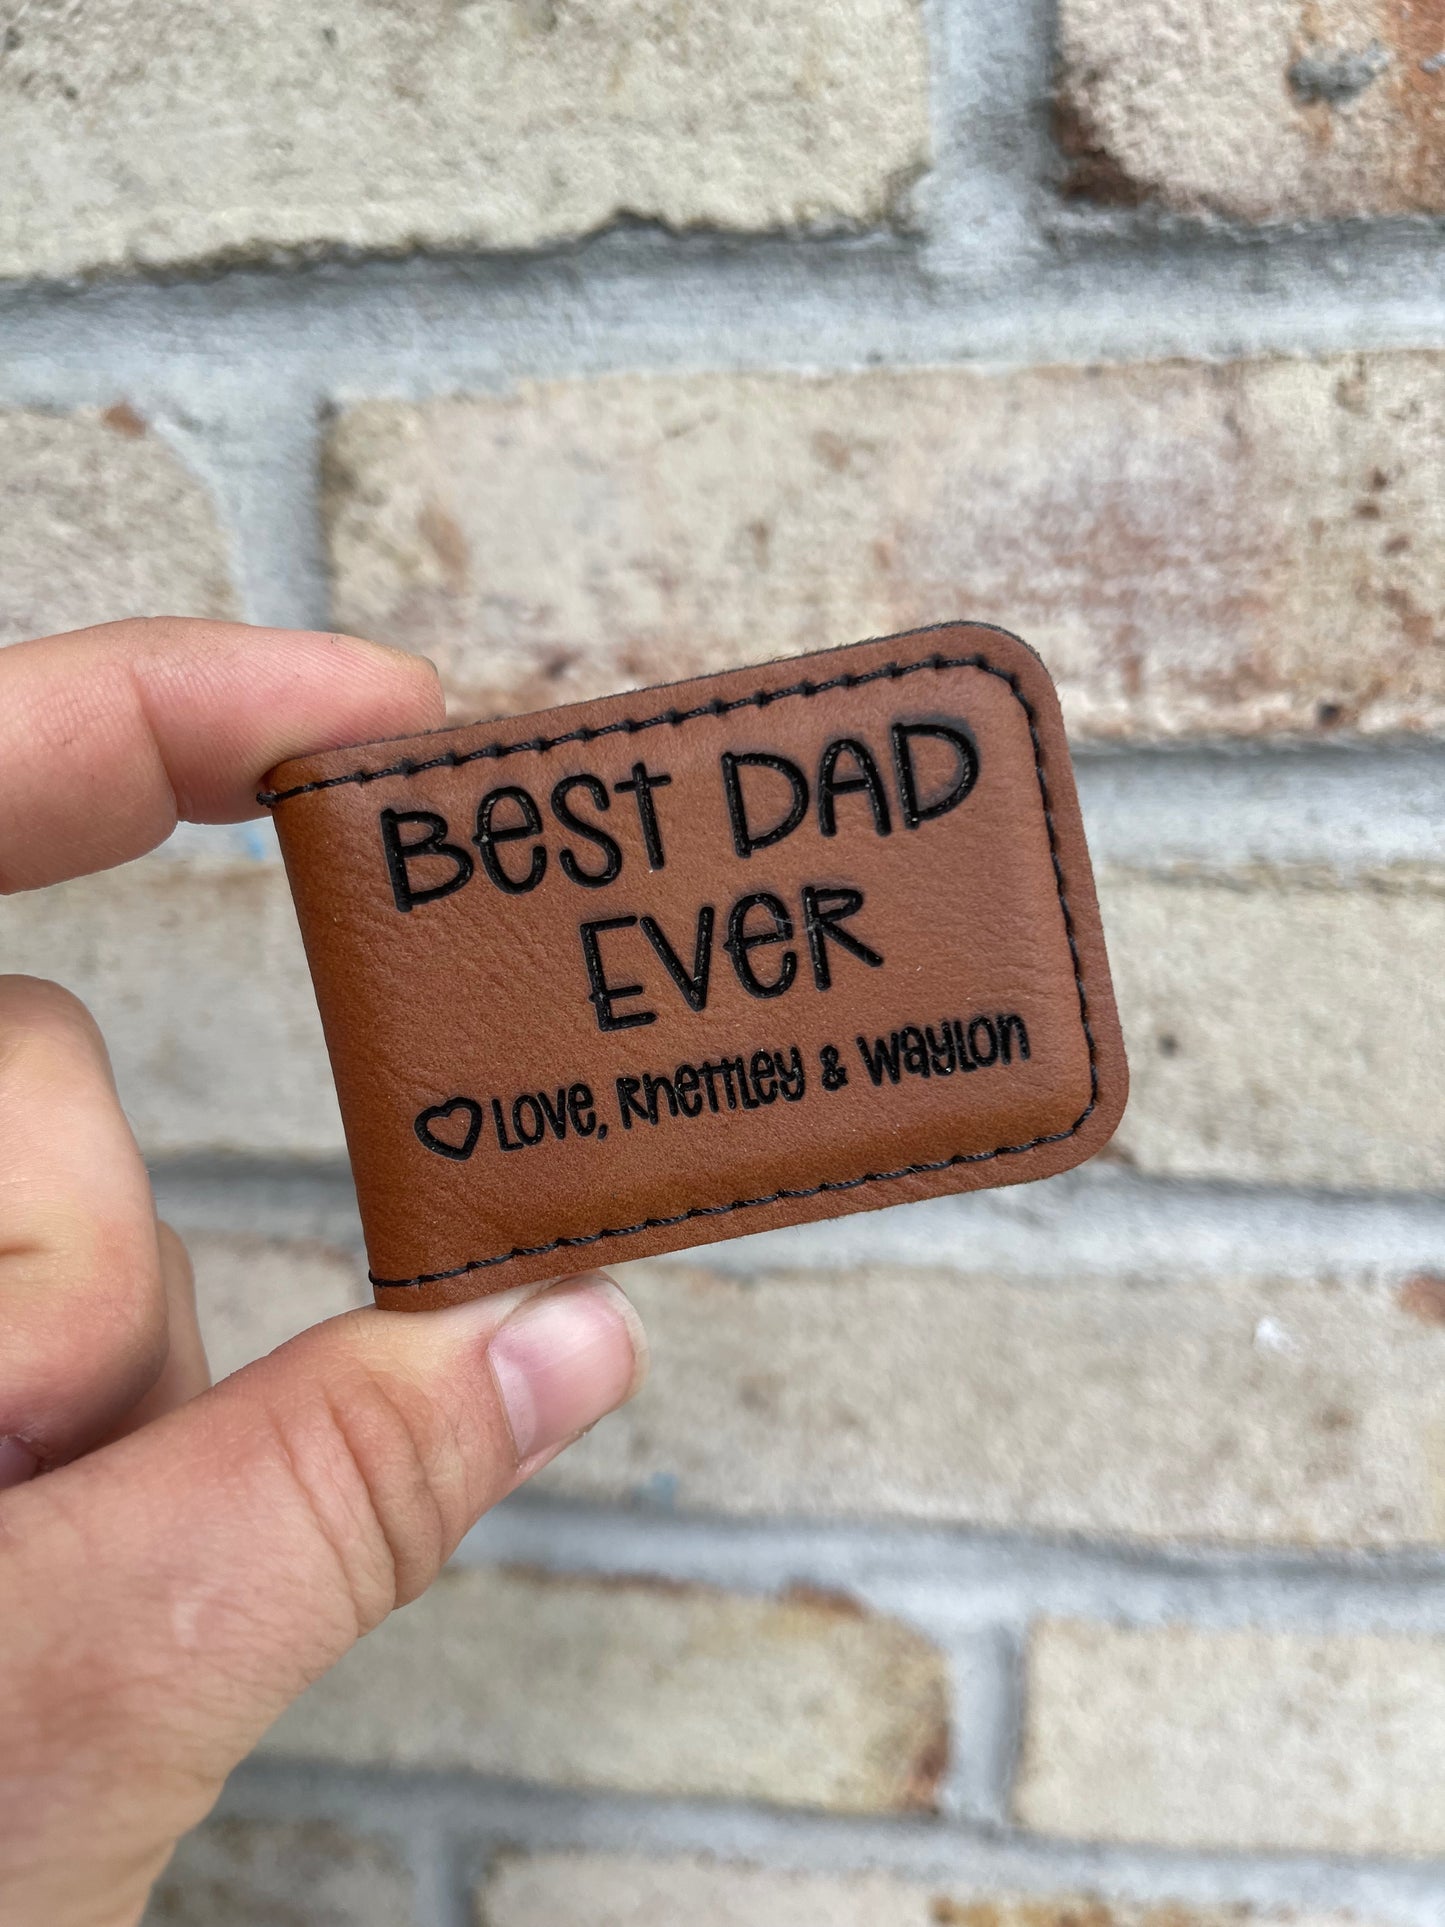 BEST DAD
EVER
LOVE, RHETTLEY & WAYLON